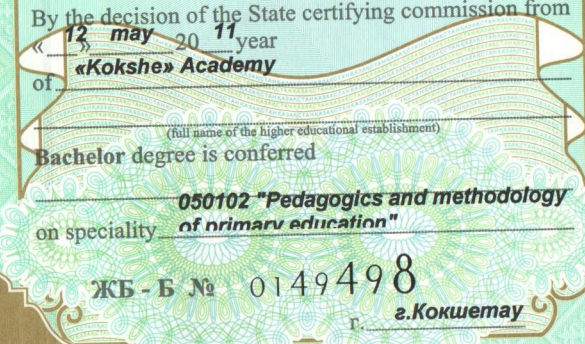 By the decision of the State certifying commission from
« 12 » may 20 11 year
of «Kokshe» Academy
(full name of the higher educational establishment)
Bachelor degree is conferred
050102 "Pedagogics and methodology
on speciality of primary education"
ЖБ - Б № 0149498
г. г.Кокшетау